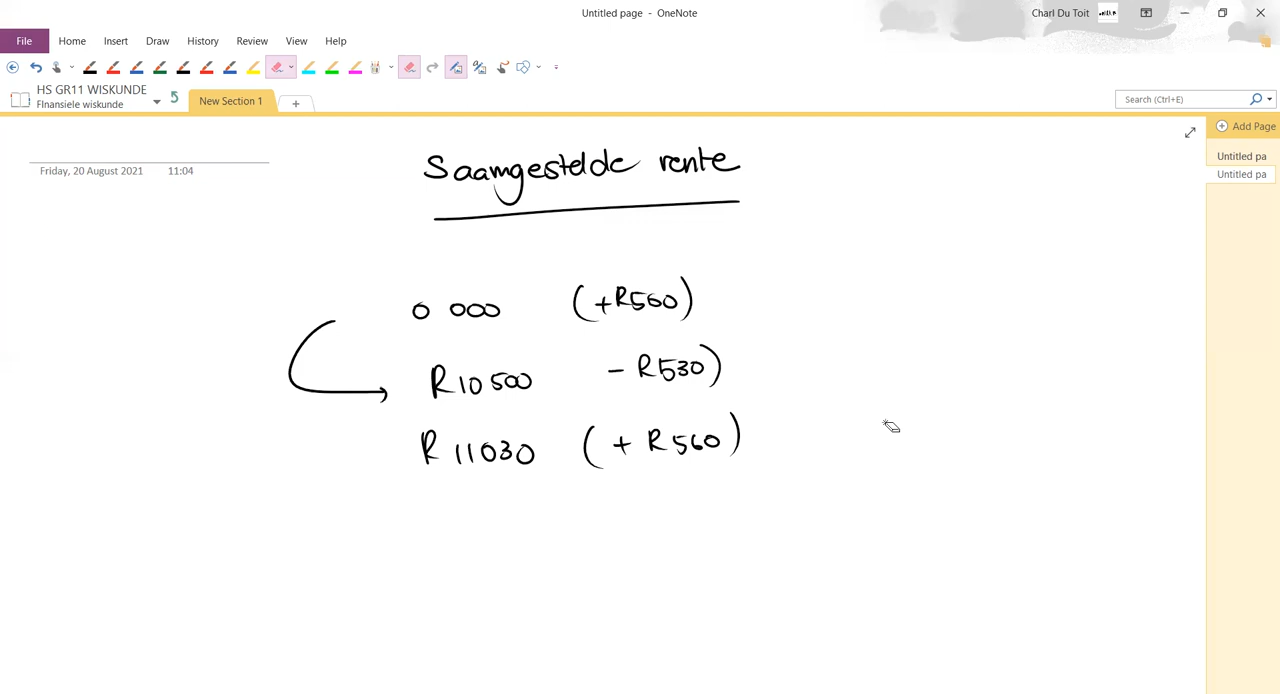 Untitled page - OneNote
Charl Du Toit
File Home Insert Draw History Review View Help
HS GR11 WISKUNDE
FInansiele wiskunde
New Section 1
Search (Ctrl+E)
Add Page
Untitled pa
Untitled pa
Friday, 20 August 2021 11:04
Saamgestelde rente
0 000 (+R500)
R10 500 - R530)
R 11030 (+ R560)